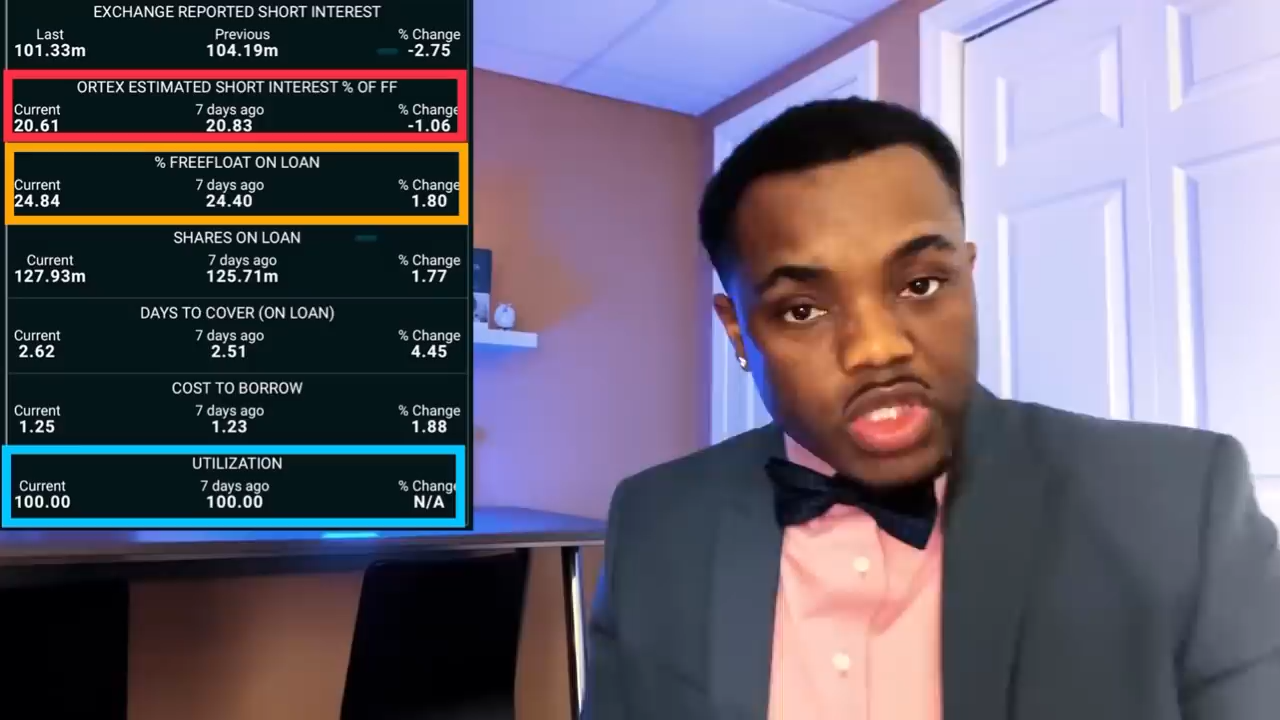 EXCHANGE REPORTED SHORT INTEREST
Last Previous % Change
101.33m 104.19m -2.75
ORTEX ESTIMATED SHORT INTEREST % OF FF
Current 7 days ago % Change
20.61 20.83 -1.06
% FREEFLOAT ON LOAN
Current 7 days ago % Change
24.84 24.40 1.80
SHARES ON LOAN
Current 7 days ago % Change
127.93m 125.71m 1.77
DAYS TO COVER (ON LOAN)
Current 7 days ago % Change
2.62 2.51 4.45
COST TO BORROW
Current 7 days ago % Change
1.25 1.23 1.88
UTILIZATION
Current 7 days ago % Change
100.00 100.00 N/A